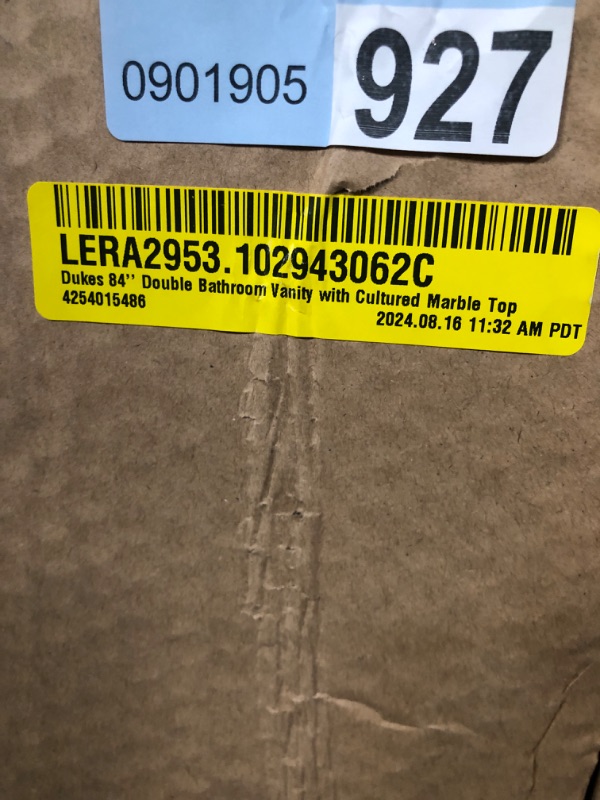 0901905
927
LERA2953.102943062C
Dukes 84'' Double Bathroom Vanity with Cultured Marble Top
4254015486
2024.08.16 11:32 AM PDT